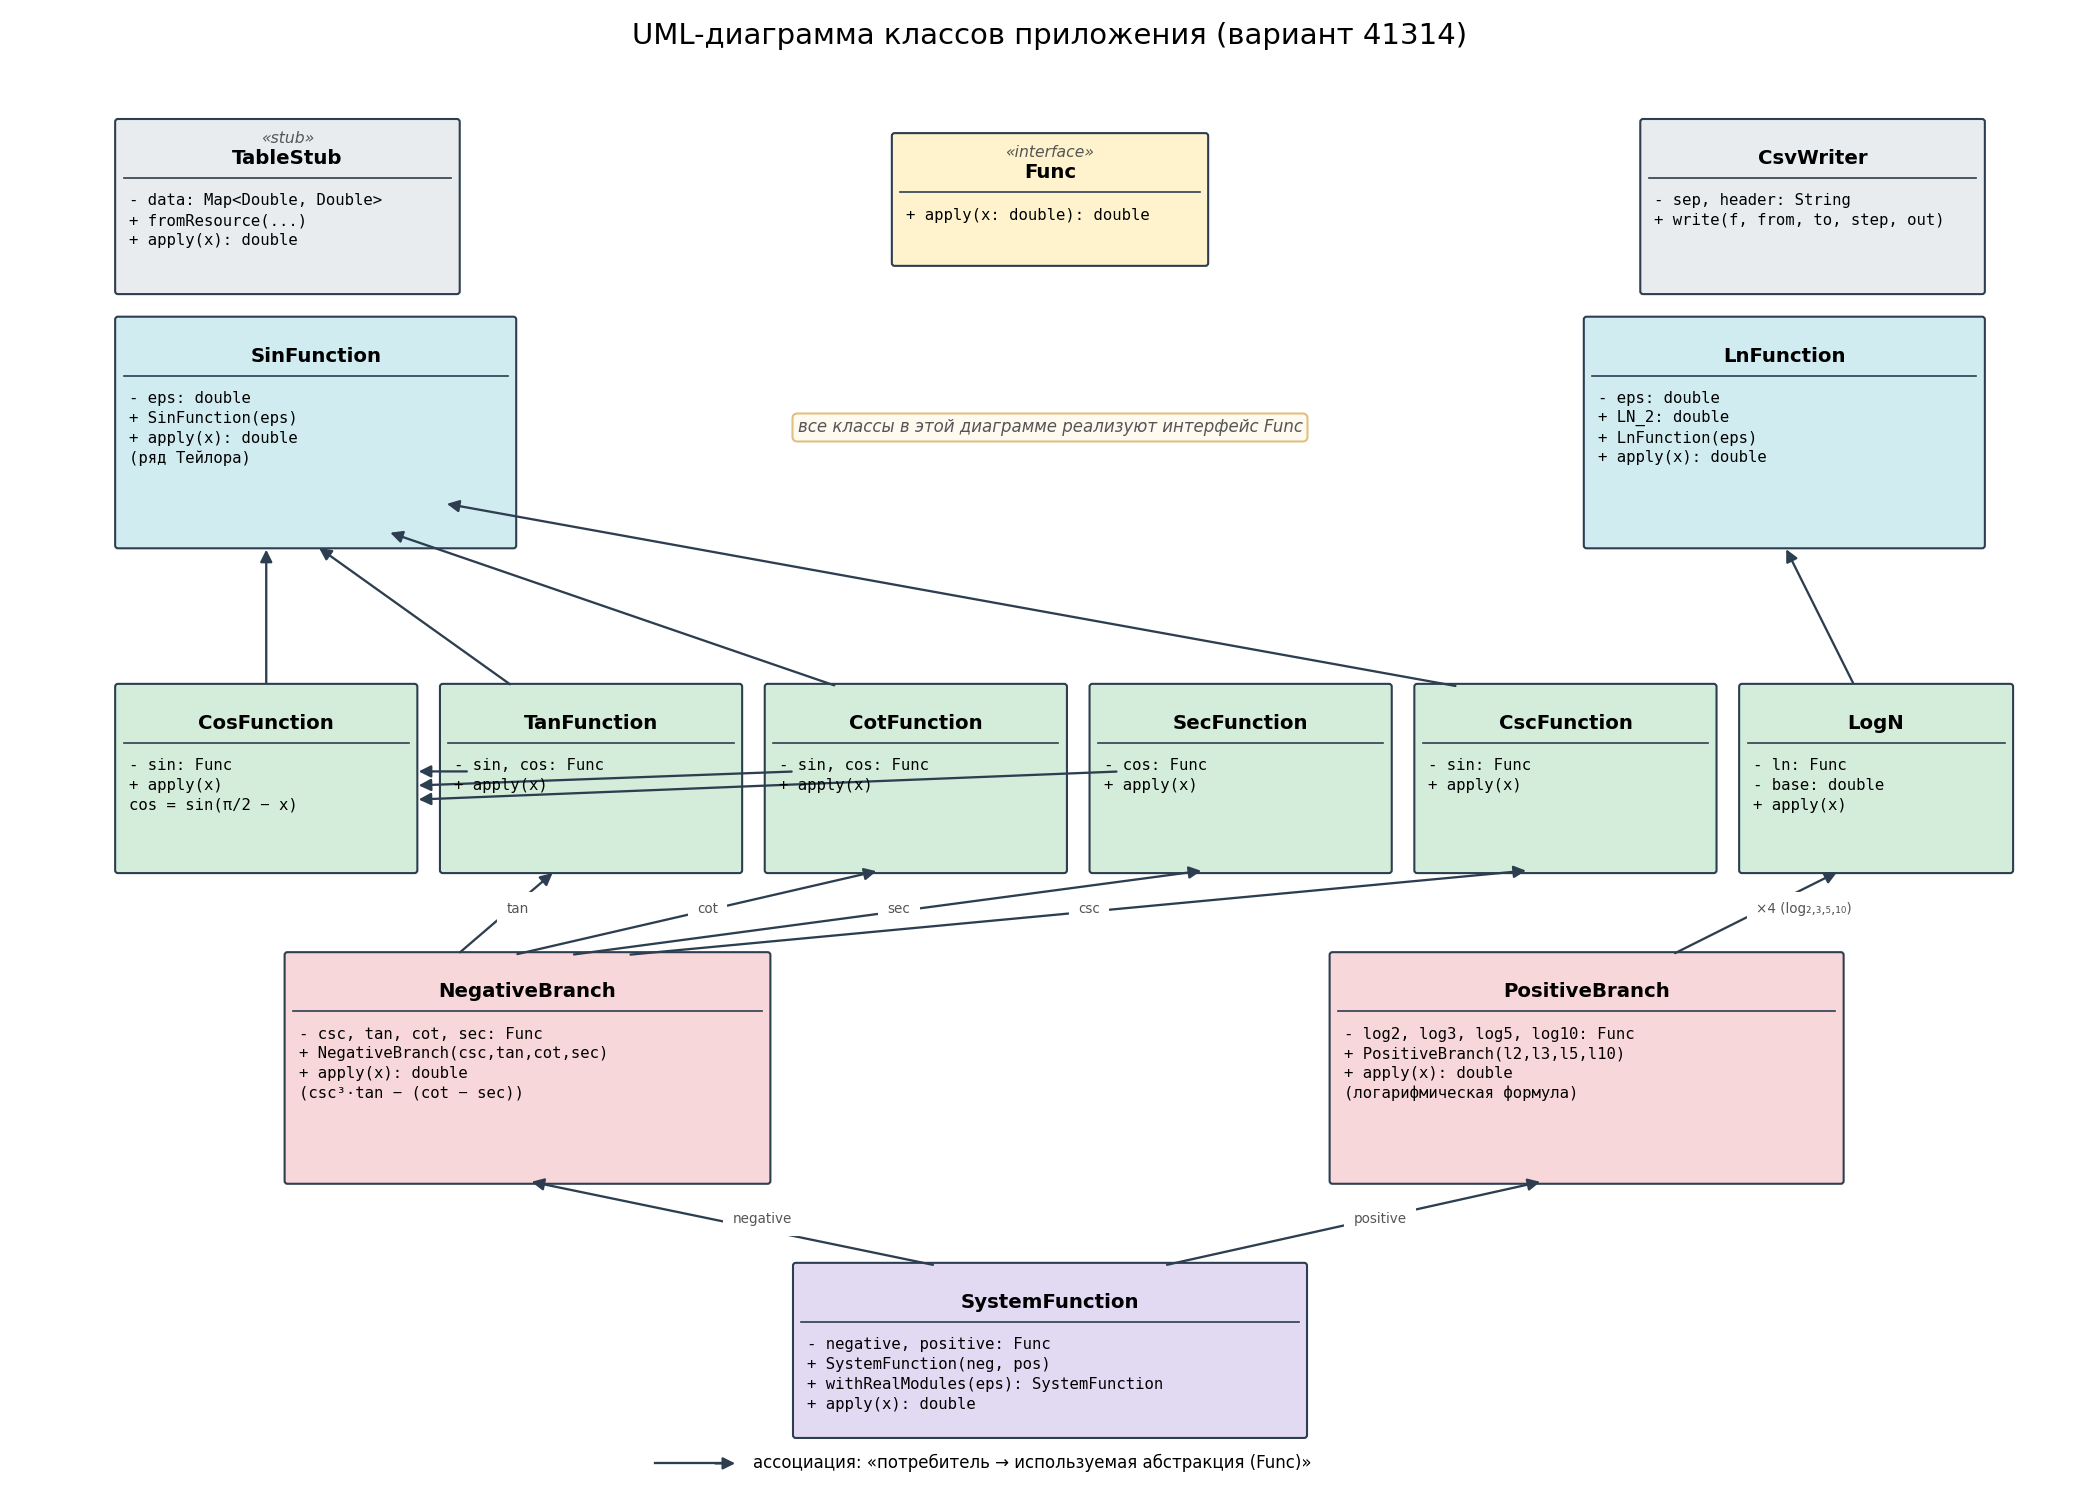 UML-диаграмма классов приложения (вариант 41314)
«stub»
TableStub
- data: Map<Double, Double>
+ fromResource(...)
+ apply(x): double
«interface»
Func
+ apply(x: double): double
CsvWriter
- sep, header: String
+ write(f, from, to, step, out)
SinFunction
- eps: double
+ SinFunction(eps)
+ apply(x): double
(ряд Тейлора)
все классы в этой диаграмме реализуют интерфейс Func
LnFunction
- eps: double
+ LN_2: double
+ LnFunction(eps)
+ apply(x): double
CosFunction
- sin: Func
+ apply(x)
cos = sin(π/2 − x)
TanFunction
- sin, cos: Func
+ apply(x)
CotFunction
- sin, cos: Func
+ apply(x)
SecFunction
- cos: Func
+ apply(x)
CscFunction
- sin: Func
+ apply(x)
LogN
- ln: Func
- base: double
+ apply(x)
tan
cot
sec
csc
×4 (log₂,₃,₅,₁₀)
NegativeBranch
- csc, tan, cot, sec: Func
+ NegativeBranch(csc,tan,cot,sec)
+ apply(x): double
(csc³·tan − (cot − sec))
PositiveBranch
- log2, log3, log5, log10: Func
+ PositiveBranch(l2,l3,l5,l10)
+ apply(x): double
(логарифмическая формула)
negative
positive
SystemFunction
- negative, positive: Func
+ SystemFunction(neg, pos)
+ withRealModules(eps): SystemFunction
+ apply(x): double
ассоциация: «потребитель → используемая абстракция (Func)»